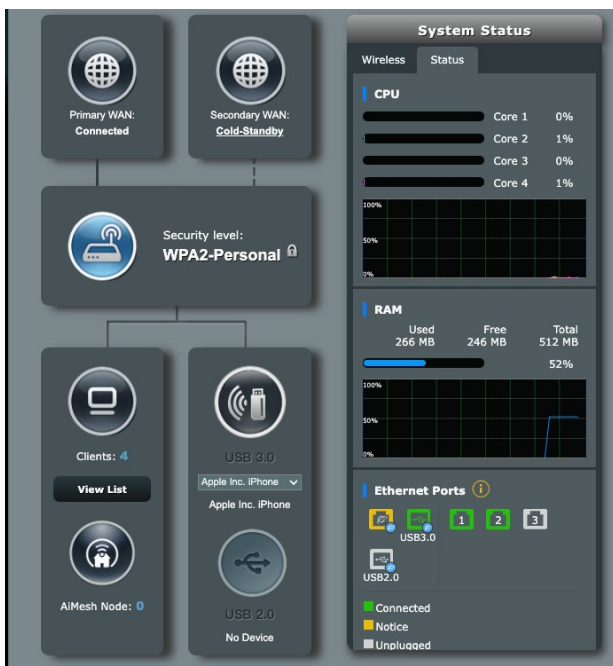 Primary WAN:
Connected
Secondary WAN:
Cold-Standby
Security level:
WPA2-Personal
Clients: 4
View List
AiMesh Node: 0
USB 3.0
Apple Inc. iPhone
Apple Inc. iPhone
USB 2.0
No Device
System Status
Wireless Status
CPU
Core 1 0%
Core 2 1%
Core 3 0%
Core 4 1%
100%
50%
0%
RAM
Used Free Total
266 MB 246 MB 512 MB
52%
100%
50%
0%
Ethernet Ports
1 2 3
USB3.0
USB2.0
Connected
Notice
Unplugged